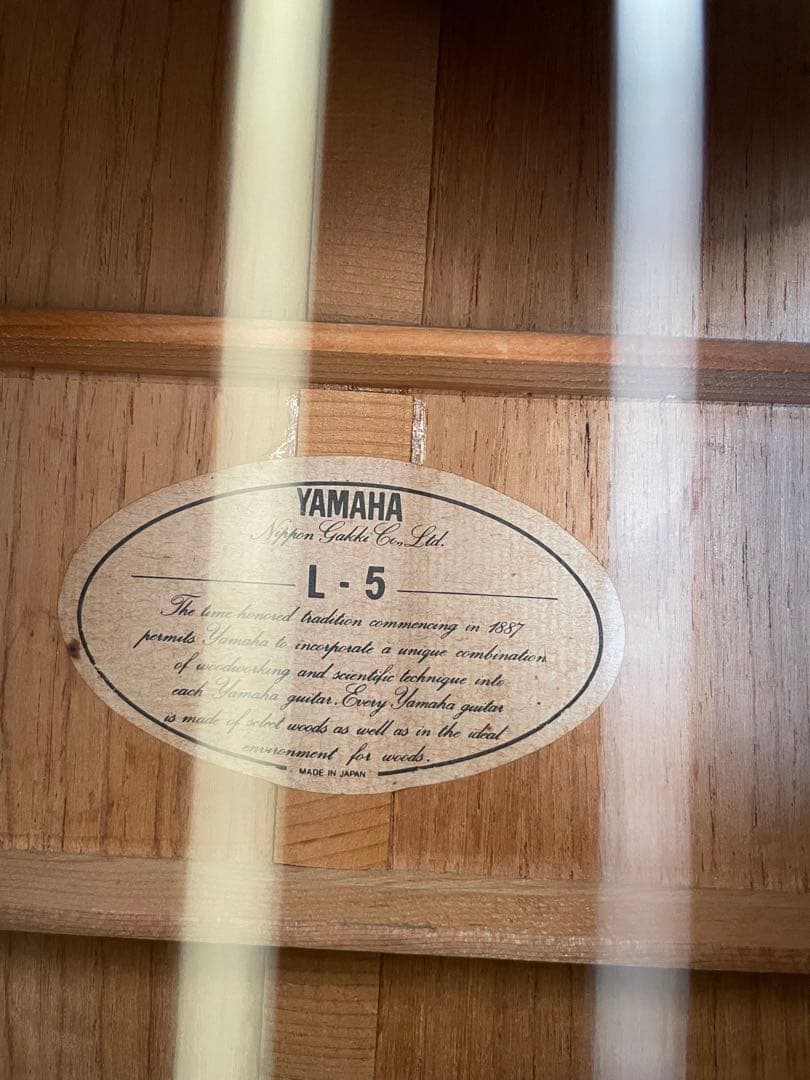 YAMAHA
Nippon Gakki Co., Ltd.
L - 5
The time honored tradition commencing in 1887
permits Yamaha to incorporate a unique combination
of woodworking and scientific technique into
each Yamaha guitar. Every Yamaha guitar
is made of select woods as well as in the ideal
environment for woods.
MADE IN JAPAN